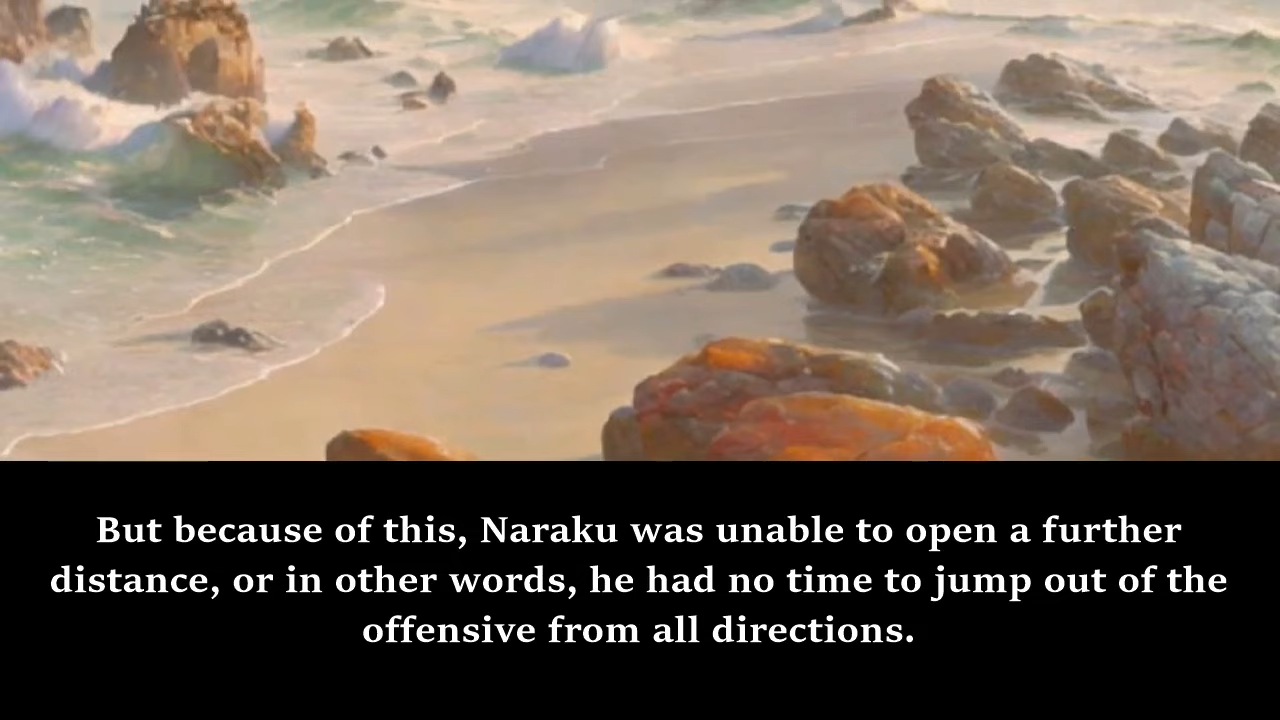 But because of this, Naraku was unable to open a further
distance, or in other words, he had no time to jump out of the
offensive from all directions.